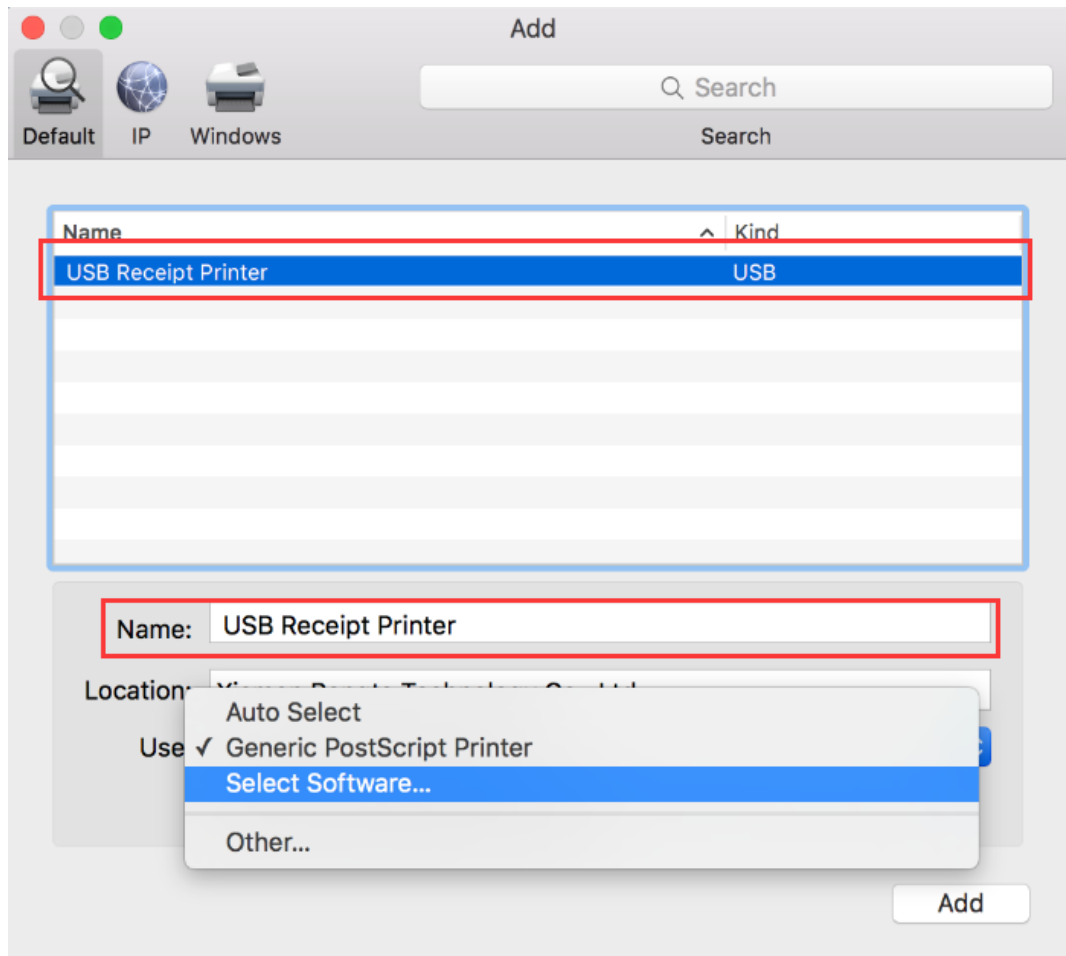 Add
Search
Default IP Windows Search
Name Kind
USB Receipt Printer USB
Name: USB Receipt Printer
Location:
Auto Select
Use ✓ Generic PostScript Printer
Select Software...
Other...
Add